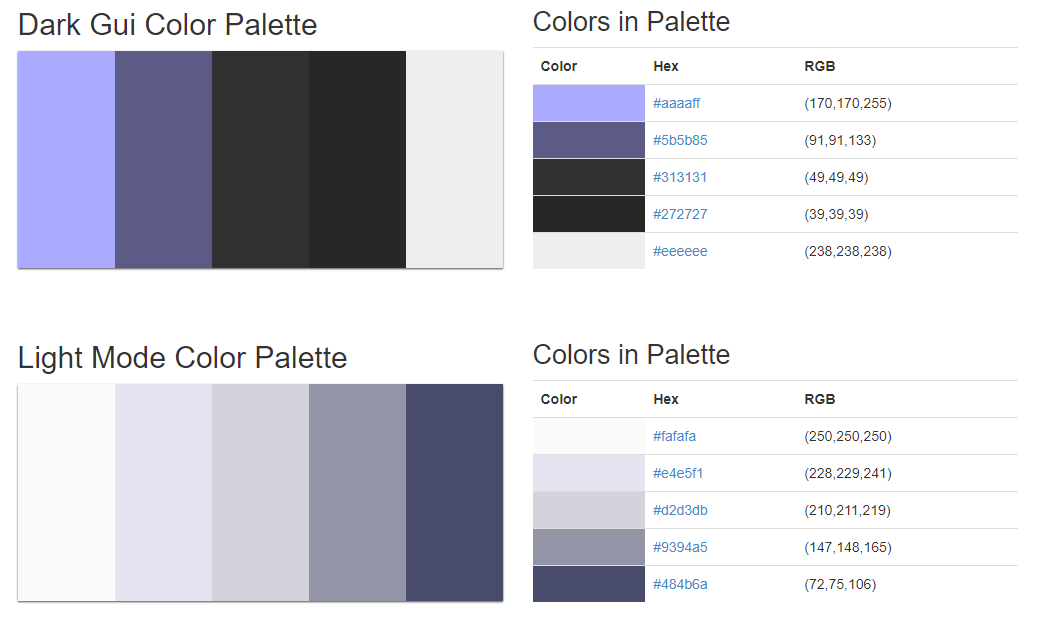 Dark Gui Color Palette
Colors in Palette
Color Hex RGB
#aaaaff (170,170,255)
#5b5b85 (91,91,133)
#313131 (49,49,49)
#272727 (39,39,39)
#eeeeee (238,238,238)
Light Mode Color Palette
Colors in Palette
Color Hex RGB
#fafafa (250,250,250)
#e4e5f1 (228,229,241)
#d2d3db (210,211,219)
#9394a5 (147,148,165)
#484b6a (72,75,106)